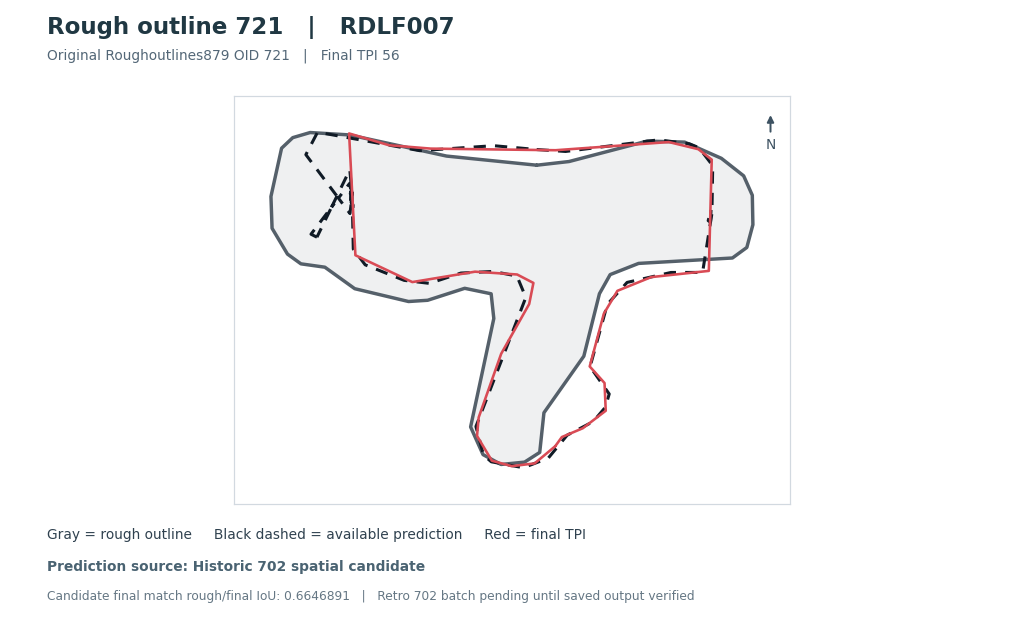 Rough outline 721   |   RDLF007
Original Roughoutlines879 OID 721   |   Final TPI 56
N
Gray = rough outline     Black dashed = available prediction     Red = final TPI
Prediction source: Historic 702 spatial candidate
Candidate final match rough/final IoU: 0.6646891   |   Retro 702 batch pending until saved output verified